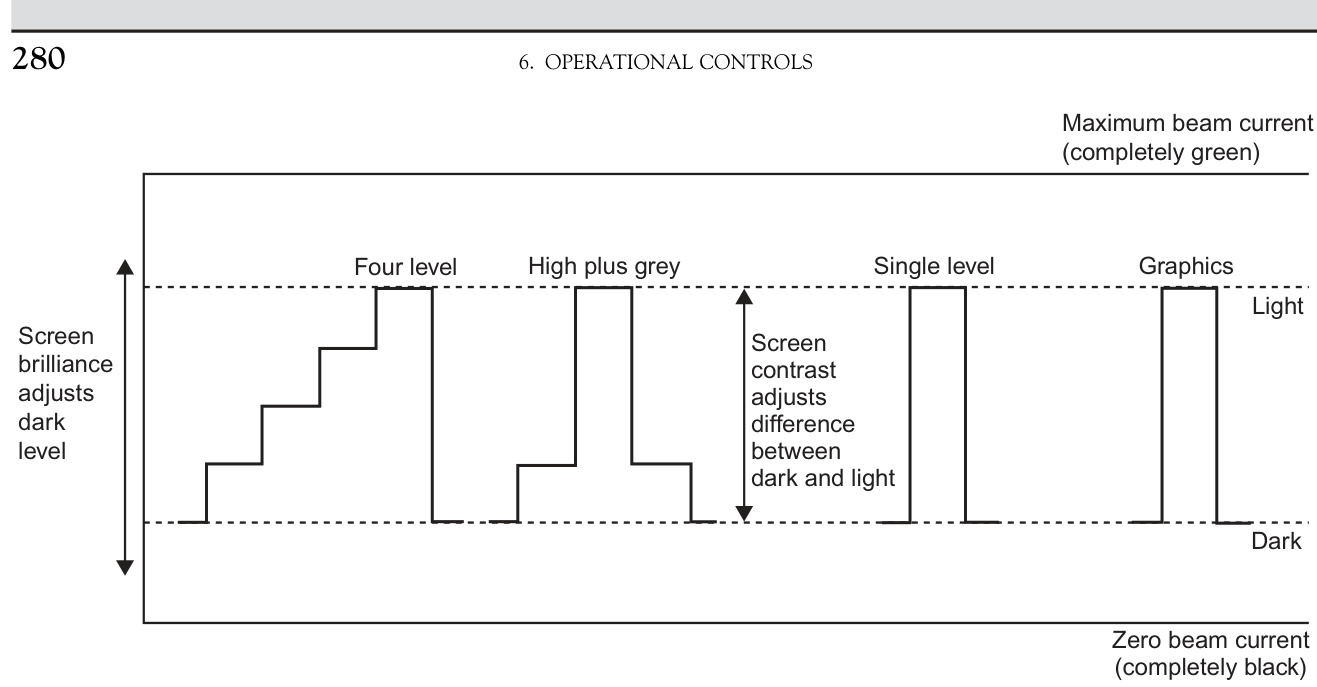 280
6. OPERATIONAL CONTROLS
Maximum beam current
(completely green)
Four level
High plus grey
Single level
Graphics
Light
Screen
brilliance
adjusts
dark
level
Screen
contrast
adjusts
difference
between
dark and light
Dark
Zero beam current
(completely black)